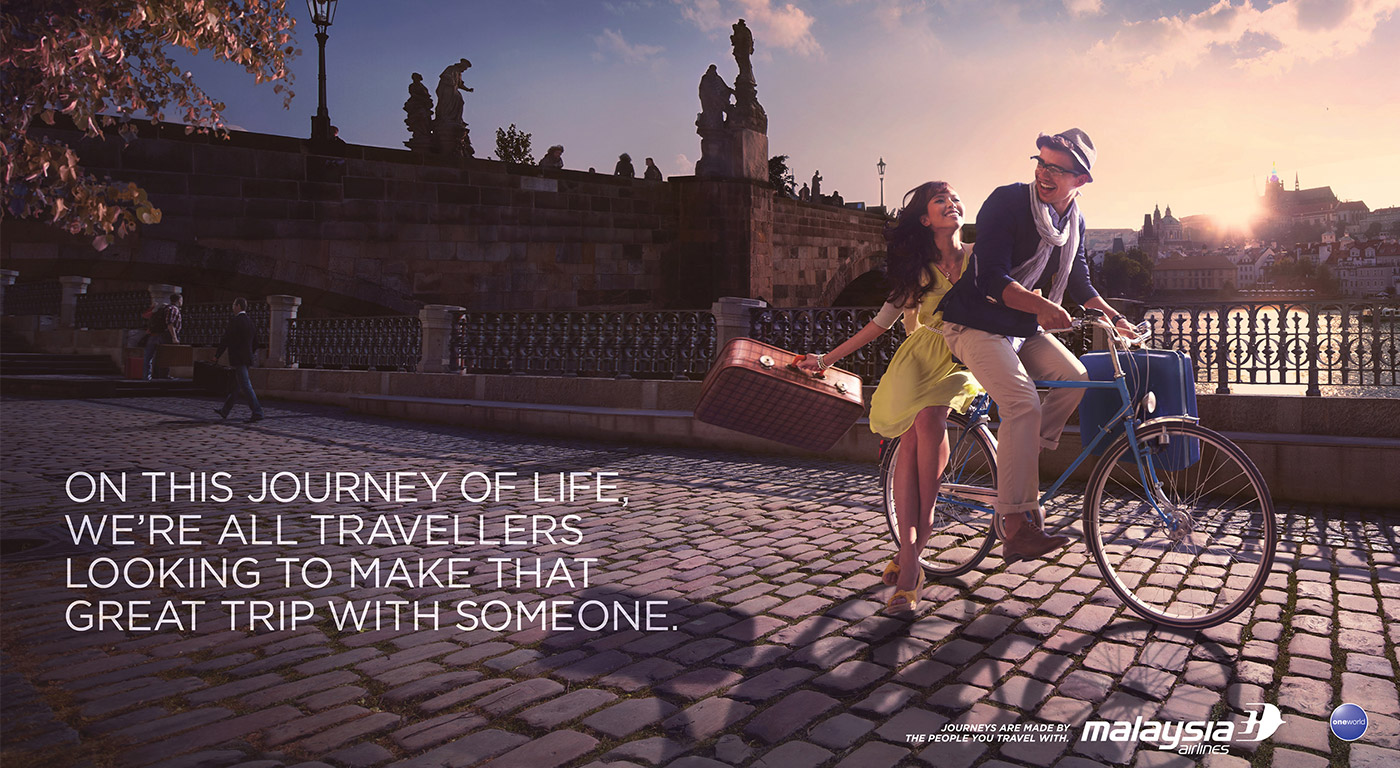 ON THIS JOURNEY OF LIFE,
WE'RE ALL TRAVELLERS
LOOKING TO MAKE THAT
GREAT TRIP WITH SOMEONE.
JOURNEYS ARE MADE BY
THE PEOPLE YOU TRAVEL WITH.
malaysia
airlines
oneworld